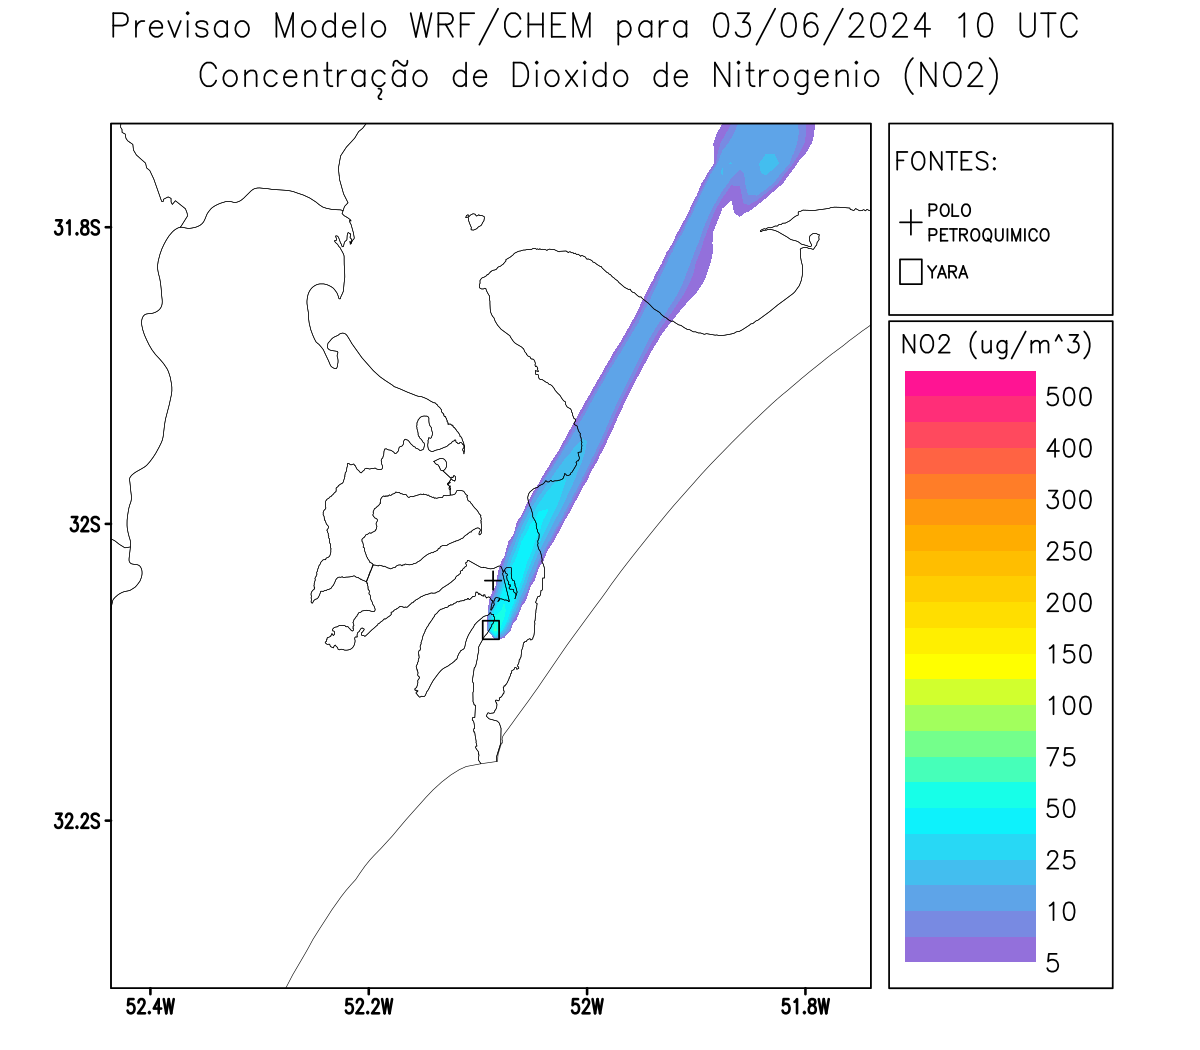 Previsao Modelo WRF/CHEM para 03/06/2024 10 UTC
Concentração de Dioxido de Nitrogenio (NO2)
FONTES:
POLO
PETROQUIMICO
YARA
NO2 (ug/m^3)
500
400
300
250
200
150
100
75
50
25
10
5
31.8S
32S
32.2S
52.4W
52.2W
52W
51.8W